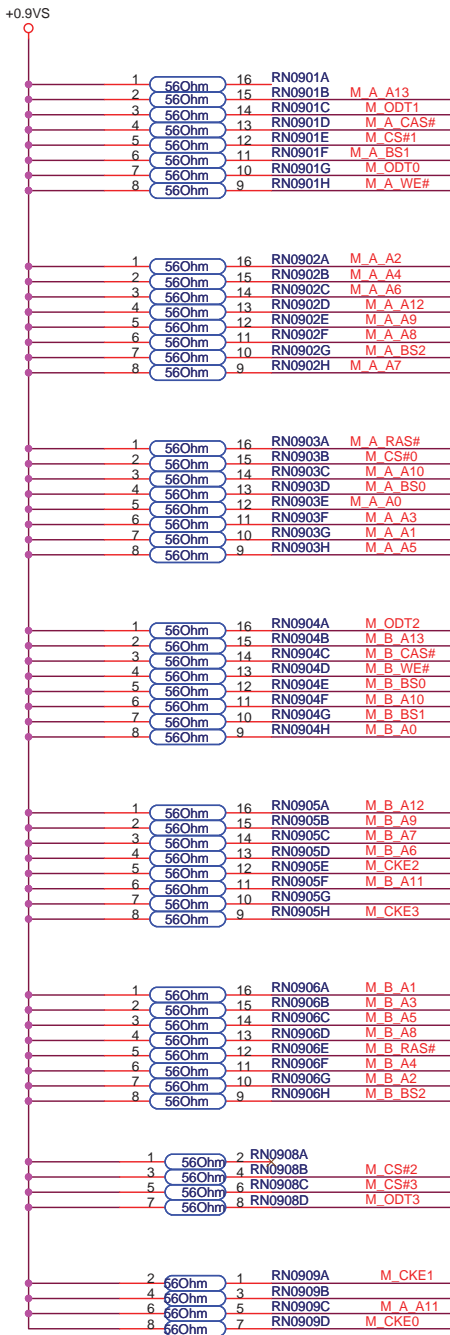 +0.9VS
1 56Ohm 16 RN0901A
2 56Ohm 15 RN0901B M_A_A13
3 56Ohm 14 RN0901C M_ODT1
4 56Ohm 13 RN0901D M_A_CAS#
5 56Ohm 12 RN0901E M_CS#1
6 56Ohm 11 RN0901F M_A_BS1
7 56Ohm 10 RN0901G M_ODT0
8 56Ohm 9 RN0901H M_A_WE#
1 56Ohm 16 RN0902A M_A_A2
2 56Ohm 15 RN0902B M_A_A4
3 56Ohm 14 RN0902C M_A_A6
4 56Ohm 13 RN0902D M_A_A12
5 56Ohm 12 RN0902E M_A_A9
6 56Ohm 11 RN0902F M_A_A8
7 56Ohm 10 RN0902G M_A_BS2
8 56Ohm 9 RN0902H M_A_A7
1 56Ohm 16 RN0903A M_A_RAS#
2 56Ohm 15 RN0903B M_CS#0
3 56Ohm 14 RN0903C M_A_A10
4 56Ohm 13 RN0903D M_A_BS0
5 56Ohm 12 RN0903E M_A_A0
6 56Ohm 11 RN0903F M_A_A3
7 56Ohm 10 RN0903G M_A_A1
8 56Ohm 9 RN0903H M_A_A5
1 56Ohm 16 RN0904A M_ODT2
2 56Ohm 15 RN0904B M_B_A13
3 56Ohm 14 RN0904C M_B_CAS#
4 56Ohm 13 RN0904D M_B_WE#
5 56Ohm 12 RN0904E M_B_BS0
6 56Ohm 11 RN0904F M_B_A10
7 56Ohm 10 RN0904G M_B_BS1
8 56Ohm 9 RN0904H M_B_A0
1 56Ohm 16 RN0905A M_B_A12
2 56Ohm 15 RN0905B M_B_A9
3 56Ohm 14 RN0905C M_B_A7
4 56Ohm 13 RN0905D M_B_A6
5 56Ohm 12 RN0905E M_CKE2
6 56Ohm 11 RN0905F M_B_A11
7 56Ohm 10 RN0905G
8 56Ohm 9 RN0905H M_CKE3
1 56Ohm 16 RN0906A M_B_A1
2 56Ohm 15 RN0906B M_B_A3
3 56Ohm 14 RN0906C M_B_A5
4 56Ohm 13 RN0906D M_B_A8
5 56Ohm 12 RN0906E M_B_RAS#
6 56Ohm 11 RN0906F M_B_A4
7 56Ohm 10 RN0906G M_B_A2
8 56Ohm 9 RN0906H M_B_BS2
1 56Ohm 2 RN0908A
3 56Ohm 4 RN0908B M_CS#2
5 56Ohm 6 RN0908C M_CS#3
7 56Ohm 8 RN0908D M_ODT3
2 56Ohm 1 RN0909A M_CKE1
4 56Ohm 3 RN0909B
6 56Ohm 5 RN0909C M_A_A11
8 56Ohm 7 RN0909D M_CKE0